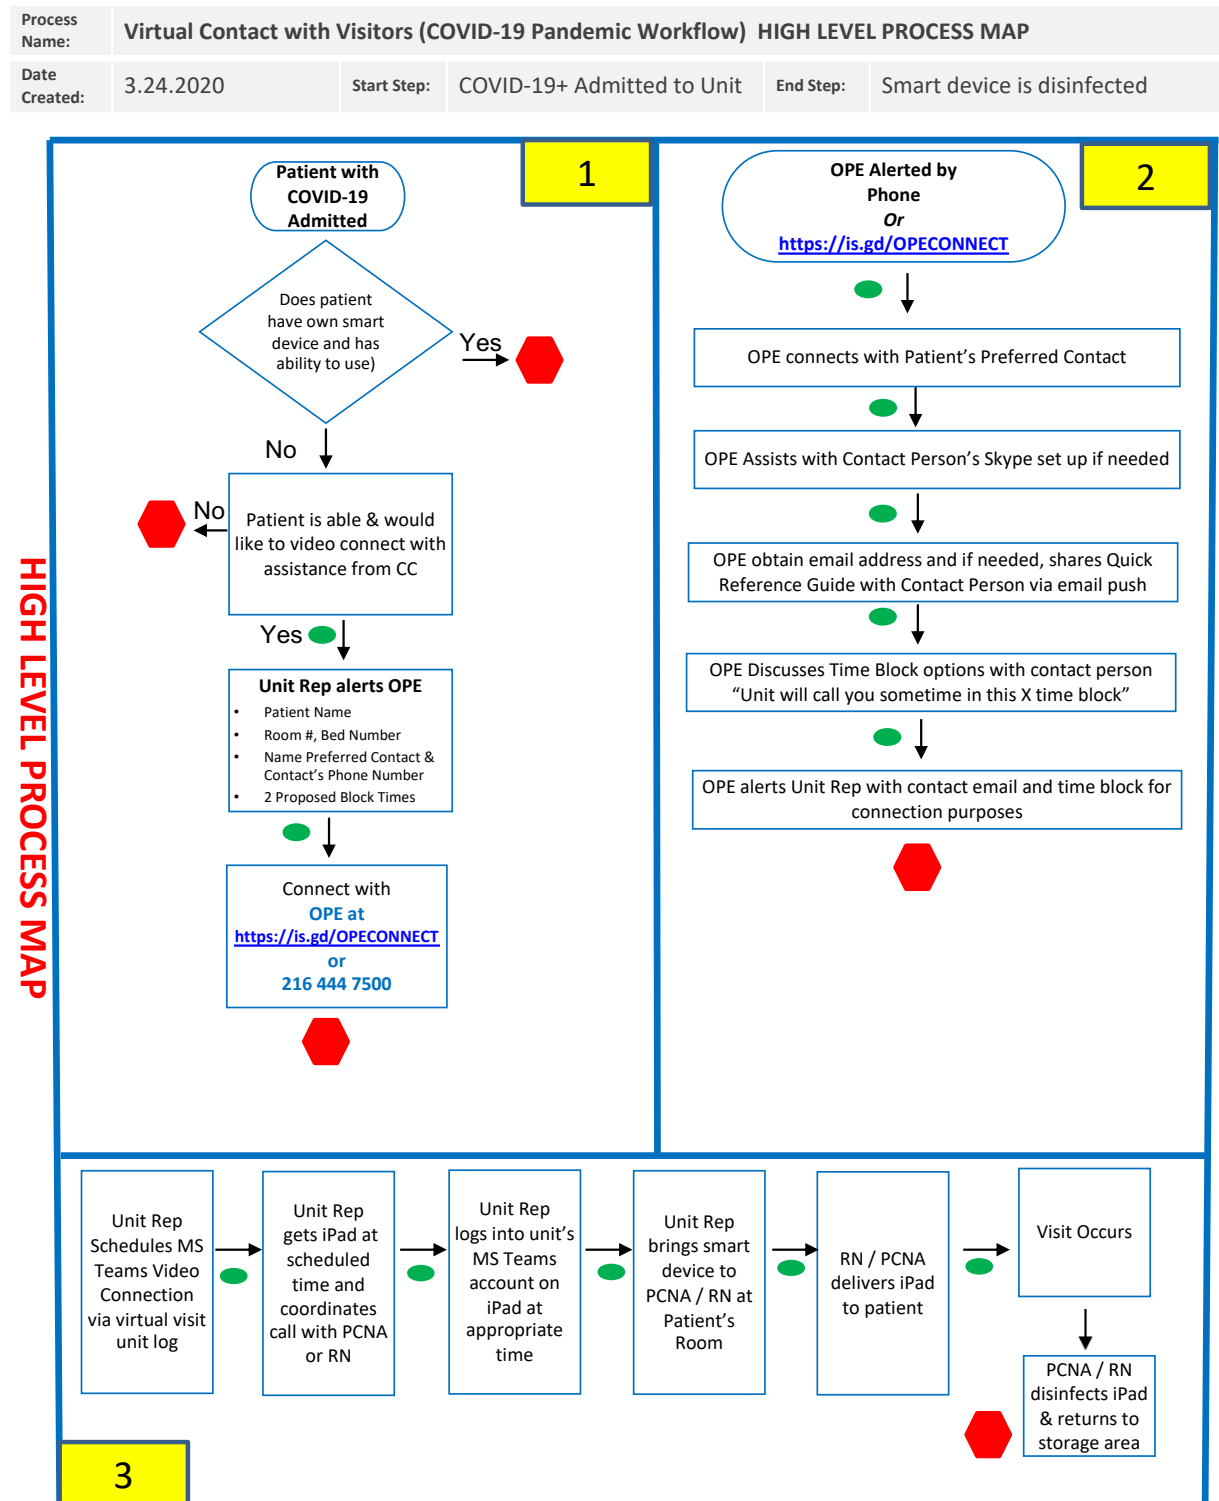 Process
Name:
Virtual Contact with Visitors (COVID-19 Pandemic Workflow)  HIGH LEVEL PROCESS MAP
Date
Created:
3.24.2020
Start Step:
COVID-19+ Admitted to Unit
End Step:
Smart device is disinfected
HIGH LEVEL PROCESS MAP
1
Patient with
COVID-19
Admitted
Does patient
have own smart
device and has
ability to use)
Yes
No
Patient is able & would
like to video connect with
assistance from CC
No
Yes
Unit Rep alerts OPE
• Patient Name
• Room #, Bed Number
• Name Preferred Contact &
Contact's Phone Number
• 2 Proposed Block Times
Connect with
OPE at
https://is.gd/OPECONNECT
or
216 444 7500
2
OPE Alerted by
Phone
Or
https://is.gd/OPECONNECT
OPE connects with Patient's Preferred Contact
OPE Assists with Contact Person's Skype set up if needed
OPE obtain email address and if needed, shares Quick
Reference Guide with Contact Person via email push
OPE Discusses Time Block options with contact person
“Unit will call you sometime in this X time block”
OPE alerts Unit Rep with contact email and time block for
connection purposes
3
Unit Rep
Schedules MS
Teams Video
Connection
via virtual visit
unit log
Unit Rep
gets iPad at
scheduled
time and
coordinates
call with PCNA
or RN
Unit Rep
logs into unit's
MS Teams
account on
iPad at
appropriate
time
Unit Rep
brings smart
device to
PCNA / RN at
Patient's
Room
RN / PCNA
delivers iPad
to patient
Visit Occurs
PCNA / RN
disinfects iPad
& returns to
storage area